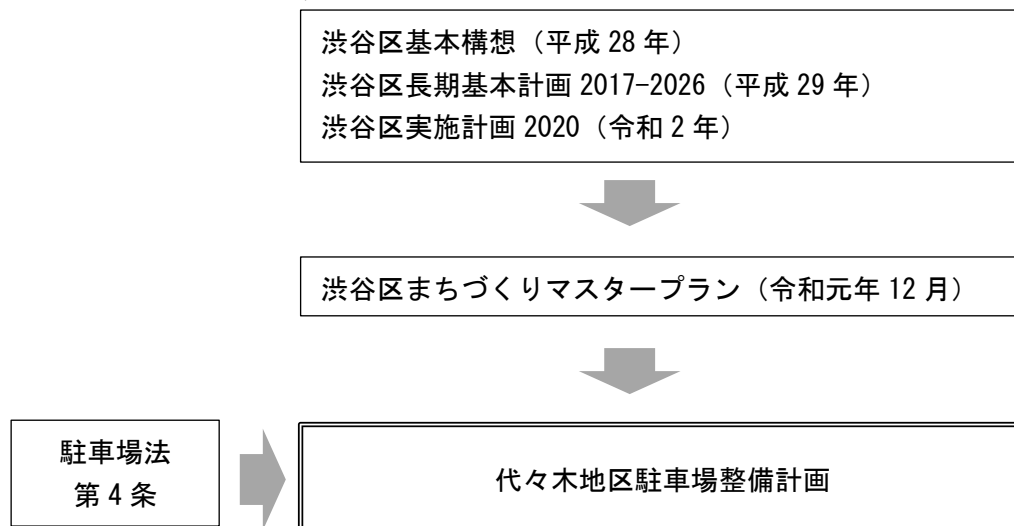 渋谷区基本構想（平成 28 年）
渋谷区長期基本計画 2017-2026（平成 29 年）
渋谷区実施計画 2020（令和 2 年）
渋谷区まちづくりマスタープラン（令和元年 12 月）
駐車場法
第 4 条
代々木地区駐車場整備計画